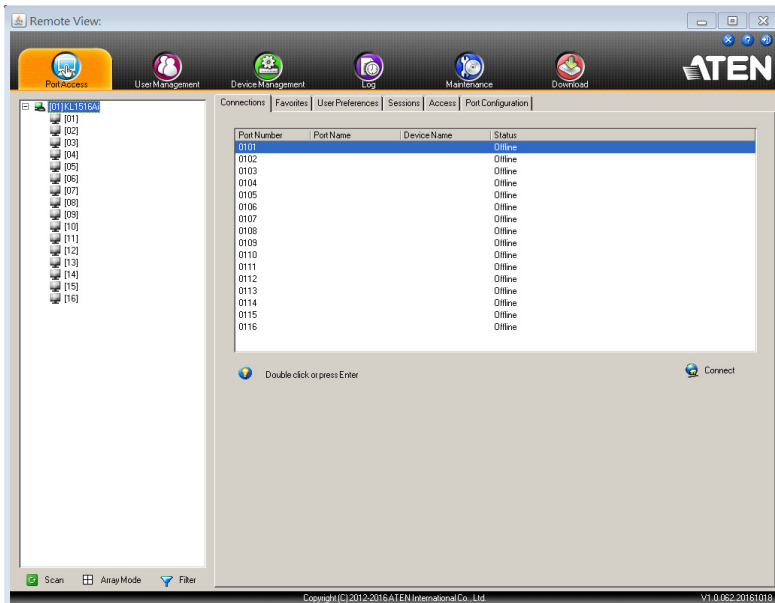 Remote View:
ATEN
Port Access User Management Device Management Log Maintenance Download
[01]KL1516Ai
[01]
[02]
[03]
[04]
[05]
[06]
[07]
[08]
[09]
[10]
[11]
[12]
[13]
[14]
[15]
[16]
Scan Array Mode Filter
Connections Favorites User Preferences Sessions Access Port Configuration
Port Number Port Name Device Name Status
0101 Offline
0102 Offline
0103 Offline
0104 Offline
0105 Offline
0106 Offline
0107 Offline
0108 Offline
0109 Offline
0110 Offline
0111 Offline
0112 Offline
0113 Offline
0114 Offline
0115 Offline
0116 Offline
Double click or press Enter
Connect
Copyright (C) 2012-2016 ATEN International Co., Ltd.
V1.0.062.20161018